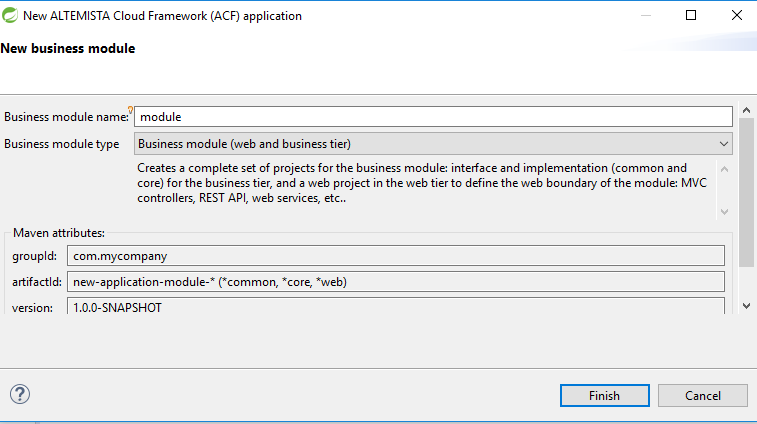 New ALTEMISTA Cloud Framework (ACF) application
New business module
Business module name:
module
Business module type
Business module (web and business tier)
Creates a complete set of projects for the business module: interface and implementation (common and
core) for the business tier, and a web project in the web tier to define the web boundary of the module: MVC
controllers, REST API, web services, etc..
Maven attributes:
groupId:
com.mycompany
artifactId:
new-application-module-* (*common, *core, *web)
version:
1.0.0-SNAPSHOT
?
Finish
Cancel